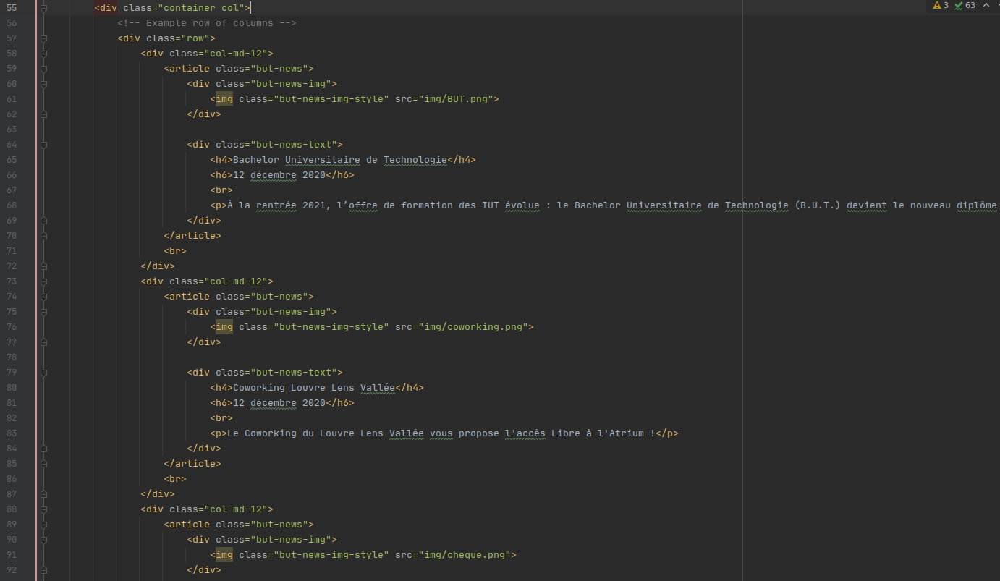 55 <div class="container col"> 3 63
56 <!-- Example row of columns -->
57 <div class="row">
58 <div class="col-md-12">
59 <article class="but-news">
60 <div class="but-news-img">
61 <img class="but-news-img-style" src="img/BUT.png">
62 </div>
63
64 <div class="but-news-text">
65 <h4>Bachelor Universitaire de Technologie</h4>
66 <h6>12 décembre 2020</h6>
67 <br>
68 <p>À la rentrée 2021, l’offre de formation des IUT évolue : le Bachelor Universitaire de Technologie (B.U.T.) devient le nouveau diplôme
69 </div>
70 </article>
71 <br>
72 </div>
73 <div class="col-md-12">
74 <article class="but-news">
75 <div class="but-news-img">
76 <img class="but-news-img-style" src="img/coworking.png">
77 </div>
78
79 <div class="but-news-text">
80 <h4>Coworking Louvre Lens Vallée</h4>
81 <h6>12 décembre 2020</h6>
82 <br>
83 <p>Le Coworking du Louvre Lens Vallée vous propose l'accès Libre à l'Atrium !</p>
84 </div>
85 </article>
86 <br>
87 </div>
88 <div class="col-md-12">
89 <article class="but-news">
90 <div class="but-news-img">
91 <img class="but-news-img-style" src="img/cheque.png">
92 </div>